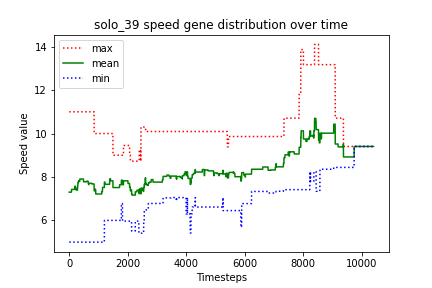 solo_39 speed gene distribution over time
max
mean
min
Speed value
14
12
10
8
6
0
2000
4000
6000
8000
10000
Timesteps